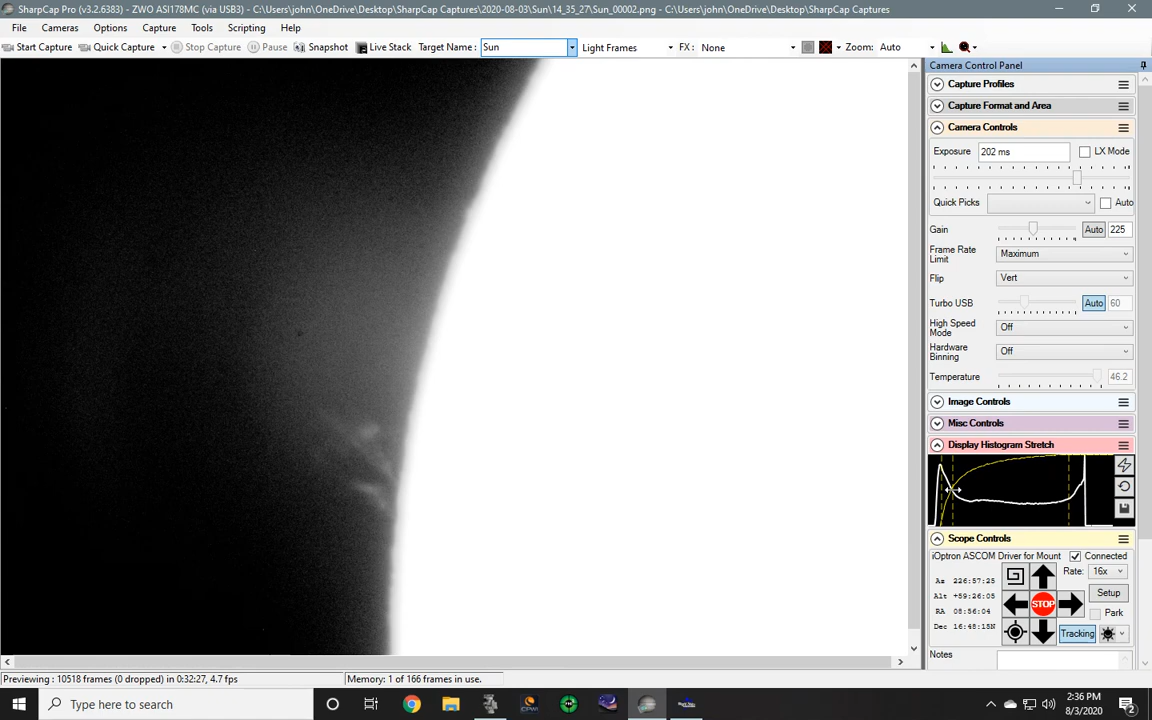 SharpCap Pro (v3.2.6383) - ZWO ASI178MC (via USB3) - C:\Users\john\OneDrive\Desktop\SharpCap Captures\2020-08-03\Sun\14_35_27\Sun_00002.png - C:\Users\john\OneDrive\Desktop\SharpCap Captures
File Cameras Options Capture Tools Scripting Help
Start Capture Quick Capture Stop Capture Pause Snapshot Live Stack Target Name: Sun Light Frames FX: None Zoom: Auto
Camera Control Panel
Capture Profiles
Capture Format and Area
Camera Controls
Exposure 202 ms LX Mode
Quick Picks Auto
Gain Auto 225
Frame Rate Limit Maximum
Flip Vert
Turbo USB Auto 60
High Speed Mode Off
Hardware Binning Off
Temperature 46.2
Image Controls
Misc Controls
Display Histogram Stretch
Scope Controls
iOptron ASCOM Driver for Mount Connected
Rate: 16x
Az 226:57:25
Alt +59:26:05
RA 08:56:04
Dec 16:48:15N
STOP
Setup
Park
Tracking
Notes
Previewing : 10518 frames (0 dropped) in 0:32:27, 4.7 fps Memory: 1 of 166 frames in use.
Type here to search
2:36 PM
8/3/2020
2